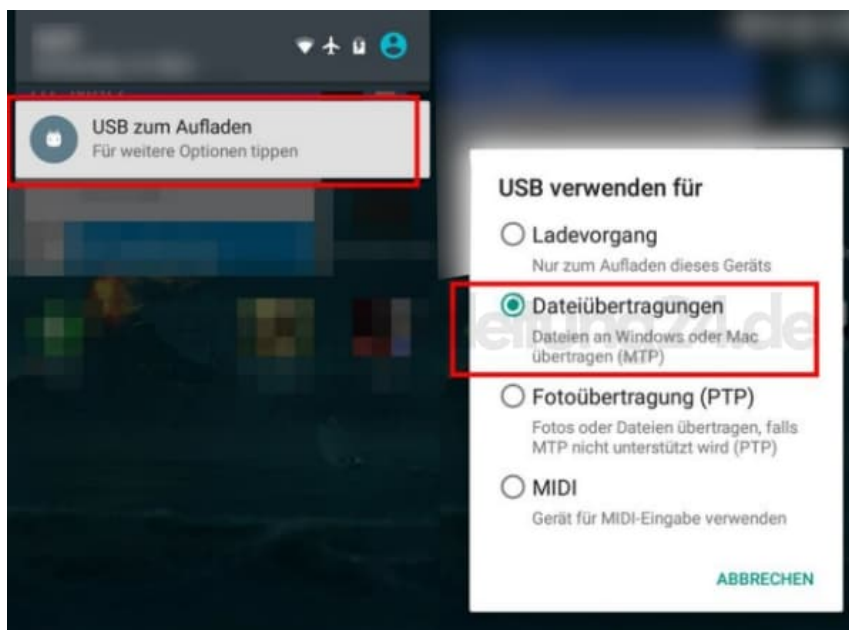 USB zum Aufladen
Für weitere Optionen tippen
USB verwenden für
Ladevorgang
Nur zum Aufladen dieses Geräts
Dateiübertragungen
Dateien an Windows oder Mac
übertragen (MTP)
Fotoübertragung (PTP)
Fotos oder Dateien übertragen, falls
MTP nicht unterstützt wird (PTP)
MIDI
Gerät für MIDI-Eingabe verwenden
ABBRECHEN